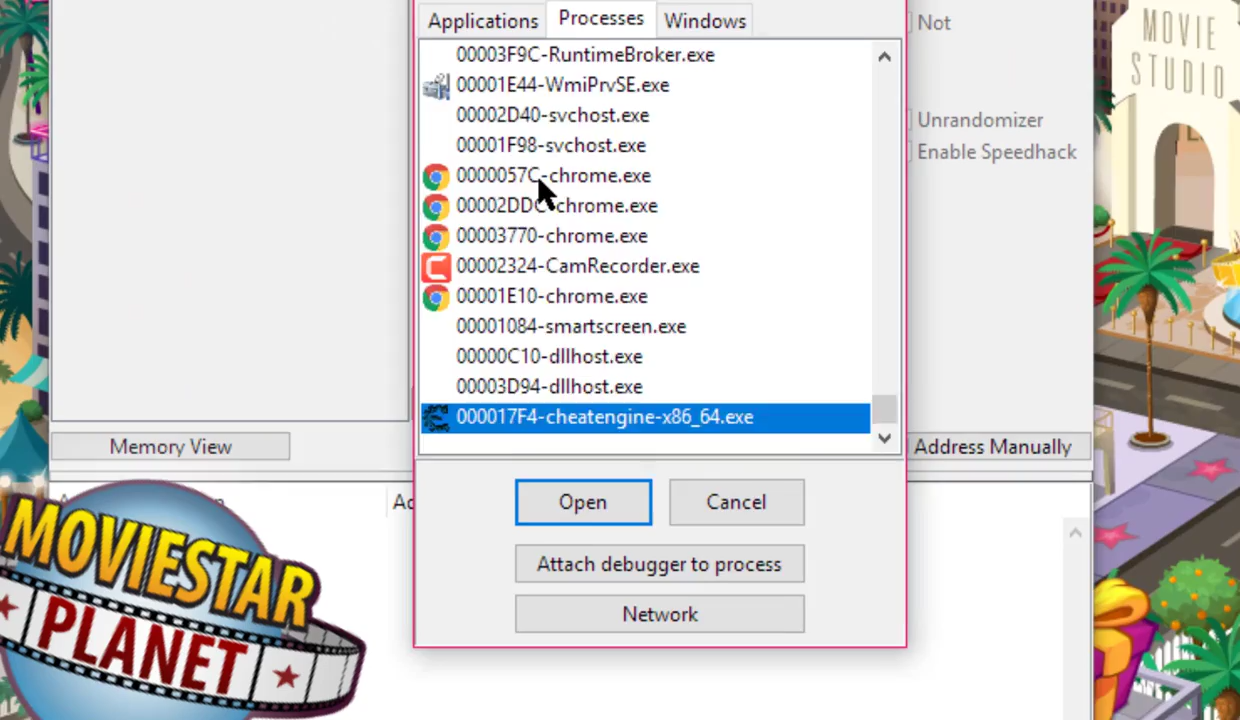 Applications
Processes
Windows
00003F9C-RuntimeBroker.exe
00001E44-WmiPrvSE.exe
00002D40-svchost.exe
00001F98-svchost.exe
0000057C-chrome.exe
00002DDC-chrome.exe
00003770-chrome.exe
00002324-CamRecorder.exe
00001E10-chrome.exe
00001084-smartscreen.exe
00000C10-dllhost.exe
00003D94-dllhost.exe
000017F4-cheatengine-x86_64.exe
Open
Cancel
Attach debugger to process
Network
Not
Unrandomizer
Enable Speedhack
Memory View
Address Manually
MOVIE
STUDIO
MOVIESTAR
PLANET